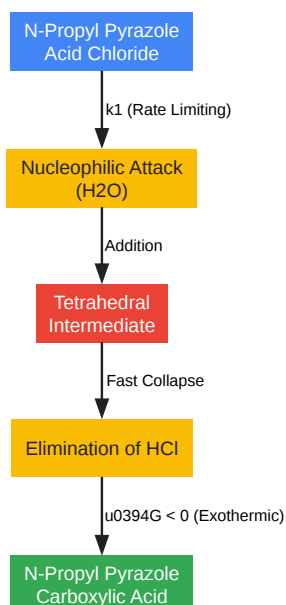 N-Propyl Pyrazole
Acid Chloride
k1 (Rate Limiting)
Nucleophilic Attack
(H2O)
Addition
Tetrahedral
Intermediate
Fast Collapse
Elimination of HCl
u0394G < 0 (Exothermic)
N-Propyl Pyrazole
Carboxylic Acid